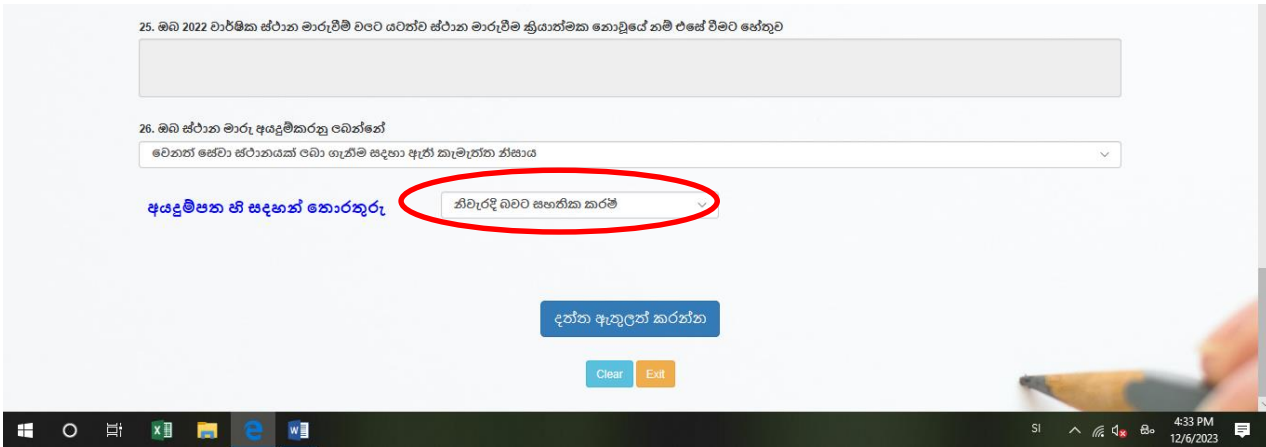 25. ඔබ 2022 වාර්ෂික ස්ථාන මාරුවීම් වලට යටත්ව ස්ථාන මාරුවීම ක්‍රියාත්මක නොවූයේ නම් එසේ වීමට හේතුව
26. ඔබ ස්ථාන මාරු අයදුම්කරනු ලබන්නේ
වෙනත් සේවා ස්ථානයක් ලබා ගැනීම සඳහා ඇති කැමැත්ත නිසාය
අයදුම්පත හි සදහන් තොරතුරු නිවැරදි බවට සහතික කරමි
දත්ත ඇතුලත් කරන්න
Clear Exit
SI සිං 4:33 PM
12/6/2023